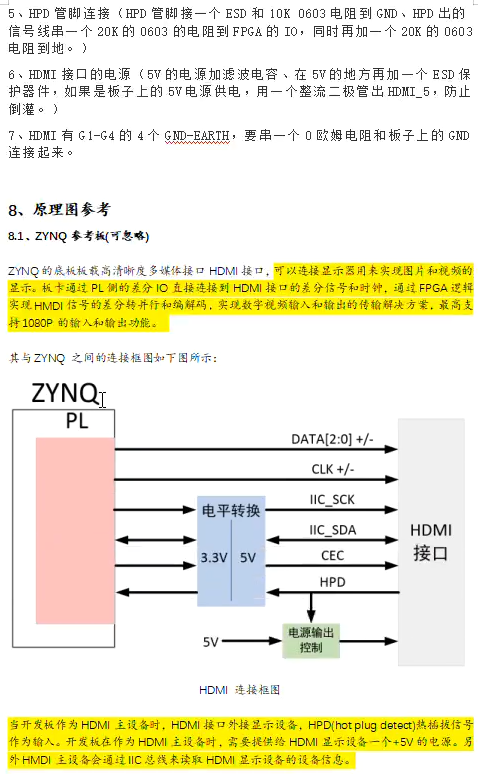 5、HPD 管脚连接（HPD 管脚接一个 ESD 和 10K 0603 电阻到 GND、HPD 出的
信号线串一个 20K 的 0603 的电阻到 FPGA 的 IO，同时再加一个 20K 的 0603
电阻到地。）
6、HDMI 接口的电源（5V 的电源加滤波电容、在 5V 的地方再加一个 ESD 保
护器件，如果是板子上的 5V 电源供电，用一个整流二极管出 HDMI_5，防止
倒灌。）
7、HDMI 有 G1-G4 的 4 个 GND-EARTH，要串一个 0 欧姆电阻和板子上的 GND
连接起来。
8、原理图参考
8.1、ZYNQ 参考板(可忽略)
ZYNQ 的底板板载高清晰度多媒体接口 HDMI 接口，可以连接显示器用来实现图片和视频的
显示。板卡通过 PL 侧的差分 IO 直接连接到 HDMI 接口的差分信号和时钟，通过 FPGA 逻辑
实现 HMDI 信号的差分转并行和编解码，实现数字视频输入和输出的传输解决方案，最高支
持 1080P 的输入和输出功能。
其与 ZYNQ 之间的连接框图如下图所示：
ZYNQ
PL
DATA[2:0] +/-
CLK +/-
IIC_SCK
电平转换
IIC_SDA
HDMI
接口
3.3V
5V
CEC
HPD
5V
电源输出
控制
HDMI 连接框图
当开发板作为 HDMI 主设备时，HDMI 接口外接显示设备，HPD(hot plug detect)热插拔信号
作为输入。开发板在作为 HDMI 主设备时，需要提供给 HDMI 显示设备一个+5V 的电源。另
外 HMDI 主设备会通过 IIC 总线来读取 HDMI 显示设备的设备信息。